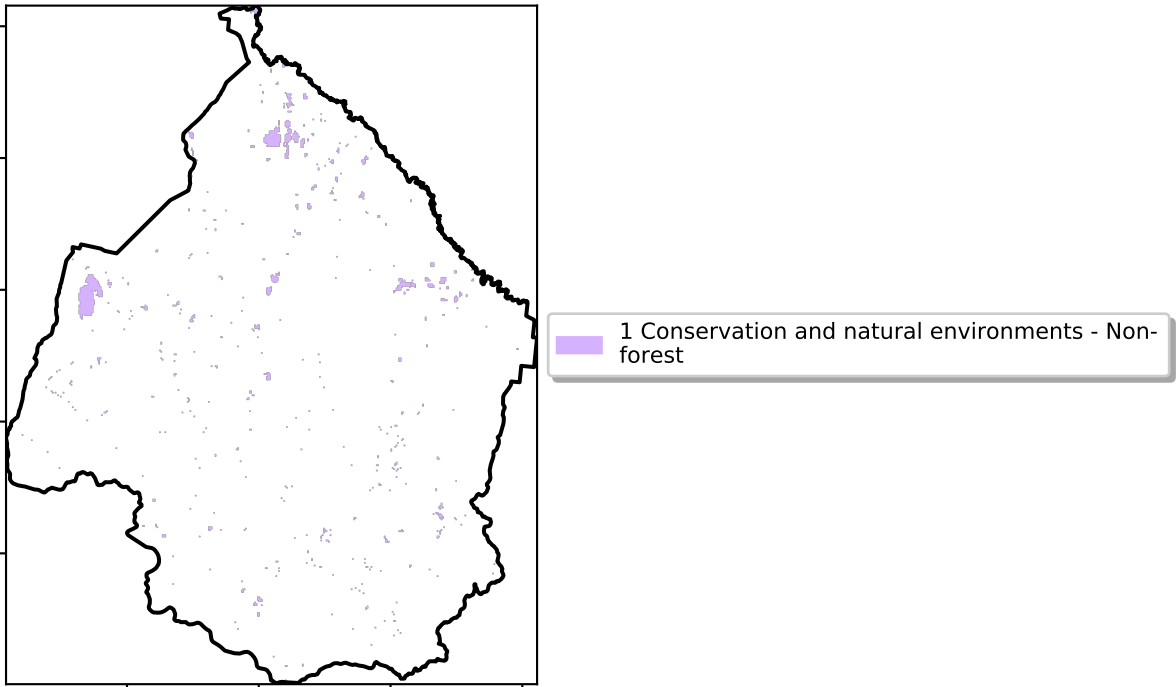 1 Conservation and natural environments - Non-
forest